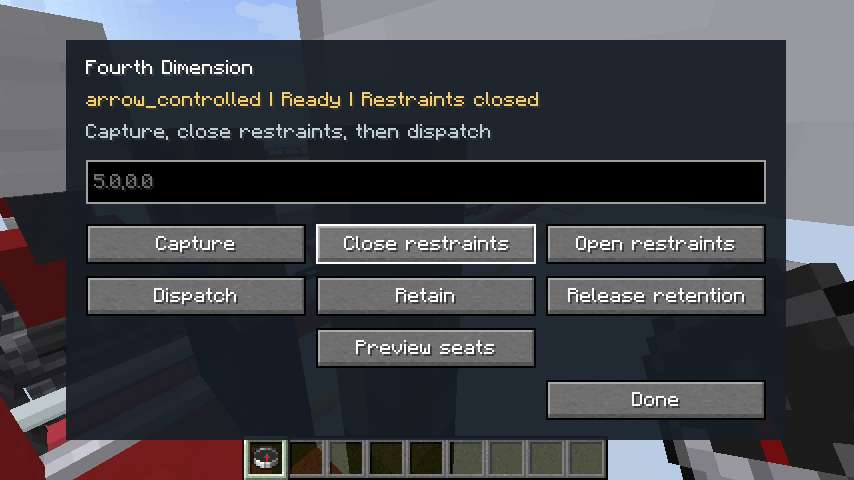 Fourth Dimension
arrow_controlled | Ready | Restraints closed
Capture, close restraints, then dispatch
5.0,0.0
Capture
Close restraints
Open restraints
Dispatch
Retain
Release retention
Preview seats
Done